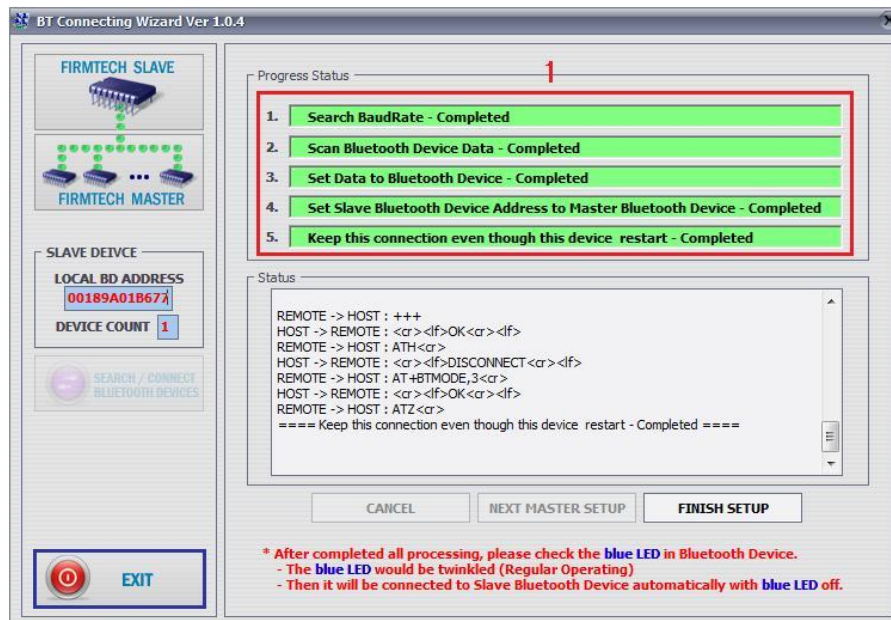 BT Connecting Wizard Ver 1.0.4
FIRMTECH SLAVE
FIRMTECH MASTER
SLAVE DEIVCE
LOCAL BD ADDRESS
00189A01B677
DEVICE COUNT 1
SEARCH / CONNECT
BLUETOOTH DEVICES
EXIT
Progress Status
1
1. Search BaudRate - Completed
2. Scan Bluetooth Device Data - Completed
3. Set Data to Bluetooth Device - Completed
4. Set Slave Bluetooth Device Address to Master Bluetooth Device - Completed
5. Keep this connection even though this device restart - Completed
Status
REMOTE -> HOST : +++
HOST -> REMOTE : <cr><lf>OK<cr><lf>
REMOTE -> HOST : ATH<cr>
HOST -> REMOTE : <cr><lf>DISCONNECT<cr><lf>
REMOTE -> HOST : AT+BTMODE,3<cr>
HOST -> REMOTE : <cr><lf>OK<cr><lf>
REMOTE -> HOST : ATZ<cr>
==== Keep this connection even though this device restart - Completed ====
CANCEL NEXT MASTER SETUP FINISH SETUP
* After completed all processing, please check the blue LED in Bluetooth Device.
- The blue LED would be twinkled (Regular Operating)
- Then it will be connected to Slave Bluetooth Device automatically with blue LED off.